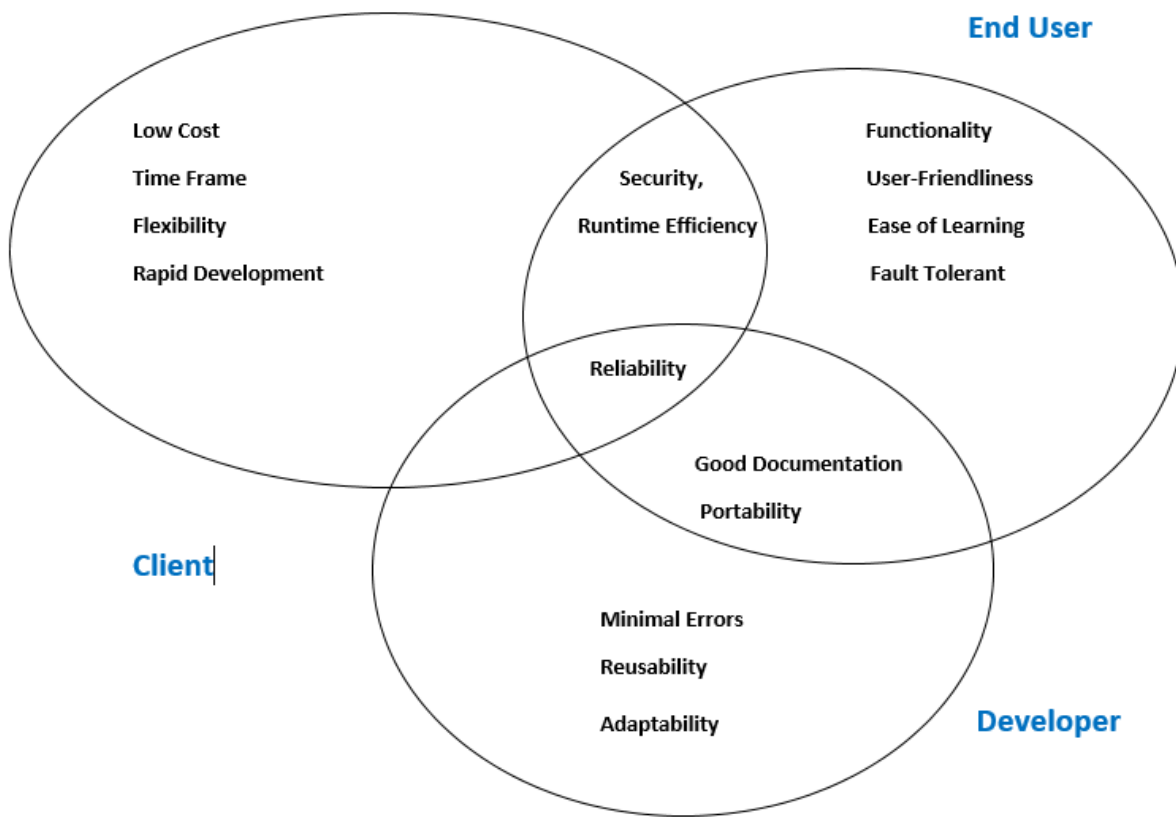 End User
Low Cost
Time Frame
Flexibility
Rapid Development
Security,
Runtime Efficiency
Functionality
User-Friendliness
Ease of Learning
Fault Tolerant
Reliability
Good Documentation
Portability
Client
Minimal Errors
Reusability
Adaptability
Developer